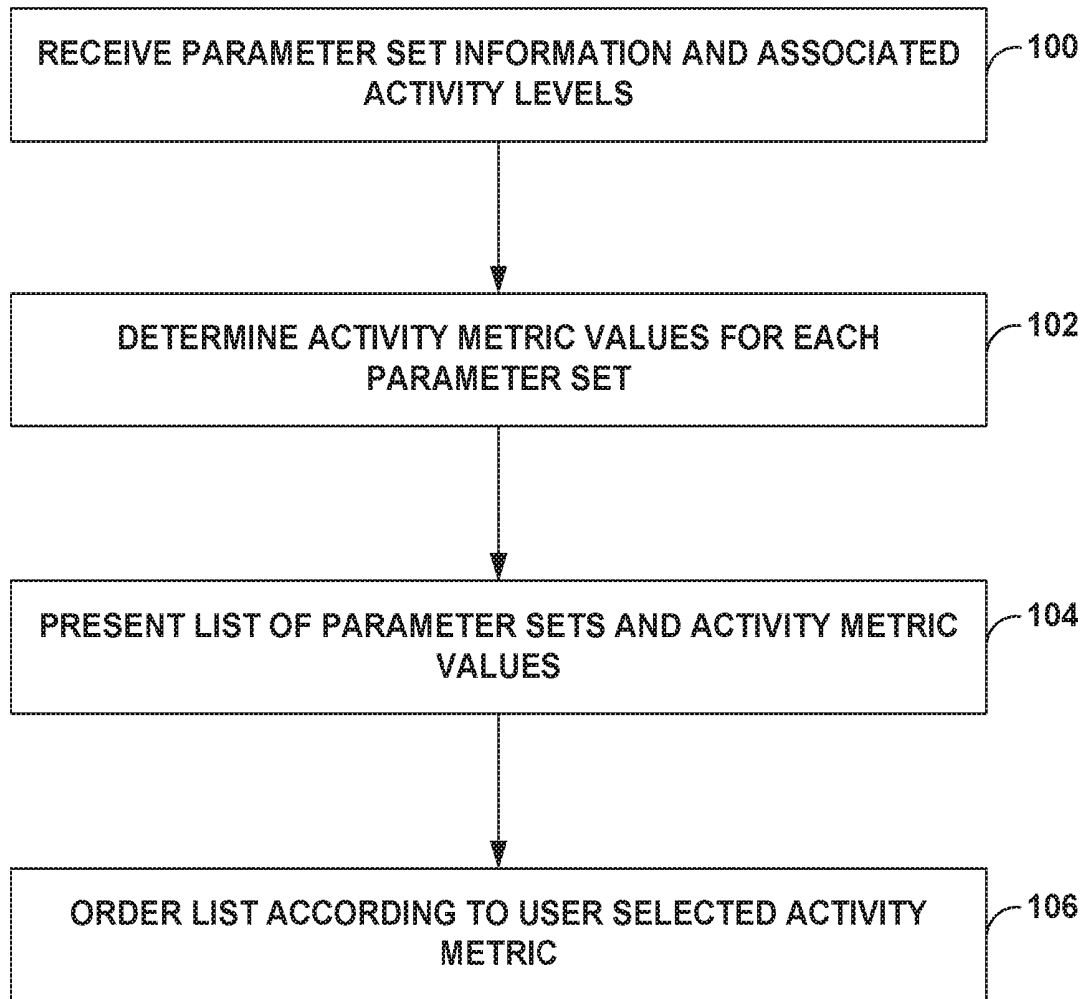 RECEIVE PARAMETER SET INFORMATION AND ASSOCIATED
ACTIVITY LEVELS
100
DETERMINE ACTIVITY METRIC VALUES FOR EACH
PARAMETER SET
102
PRESENT LIST OF PARAMETER SETS AND ACTIVITY METRIC
VALUES
104
ORDER LIST ACCORDING TO USER SELECTED ACTIVITY
METRIC
106